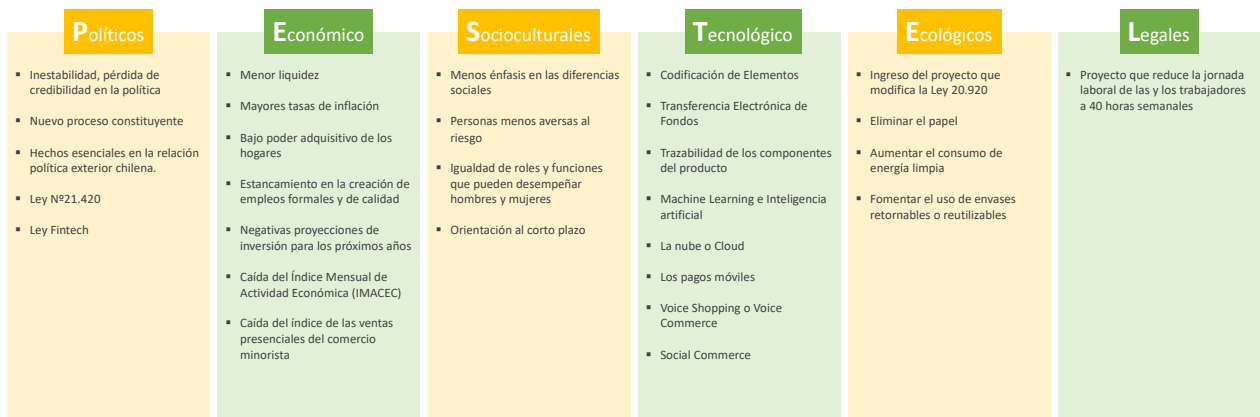 Políticos
▪ Inestabilidad, pérdida de
credibilidad en la política
▪ Nuevo proceso constituyente
▪ Hechos esenciales en la relación
política exterior chilena.
▪ Ley Nº21.420
▪ Ley Fintech
Económico
▪ Menor liquidez
▪ Mayores tasas de inflación
▪ Bajo poder adquisitivo de los
hogares
▪ Estancamiento en la creación de
empleos formales y de calidad
▪ Negativas proyecciones de
inversión para los próximos años
▪ Caída del Índice Mensual de
Actividad Económica (IMACEC)
▪ Caída del índice de las ventas
presenciales del comercio
minorista
Socioculturales
▪ Menos énfasis en las diferencias
sociales
▪ Personas menos aversas al
riesgo
▪ Igualdad de roles y funciones
que pueden desempeñar
hombres y mujeres
▪ Orientación al corto plazo
Tecnológico
▪ Codificación de Elementos
▪ Transferencia Electrónica de
Fondos
▪ Trazabilidad de los componentes
del producto
▪ Machine Learning e Inteligencia
artificial
▪ La nube o Cloud
▪ Los pagos móviles
▪ Voice Shopping o Voice
Commerce
▪ Social Commerce
Ecológicos
▪ Ingreso del proyecto que
modifica la Ley 20.920
▪ Eliminar el papel
▪ Aumentar el consumo de
energía limpia
▪ Fomentar el uso de envases
retornables o reutilizables
Legales
▪ Proyecto que reduce la jornada
laboral de las y los trabajadores
a 40 horas semanales